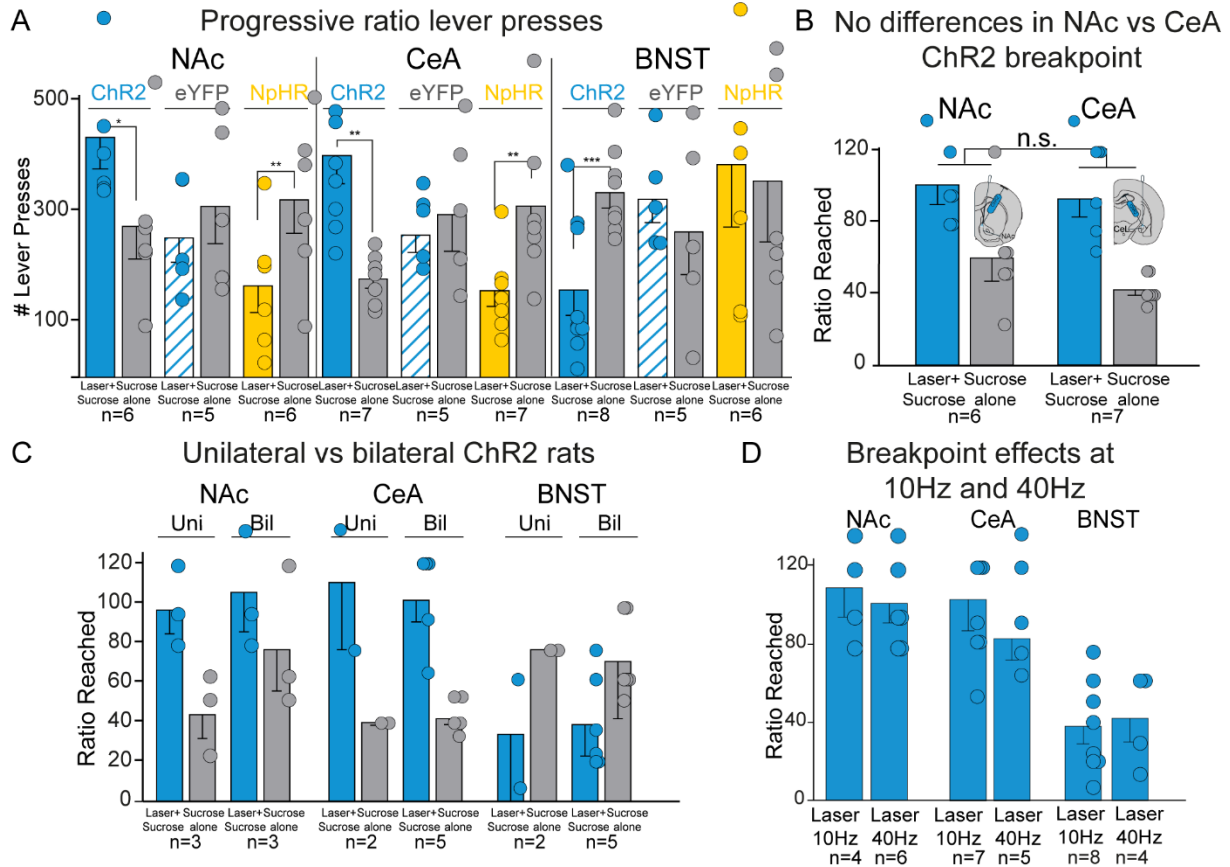 A
Progressive ratio lever presses
NAc
CeA
BNST
ChR2
eYFP
NpHR
ChR2
eYFP
NpHR
ChR2
eYFP
NpHR
*
**
**
**
***
# Lever Presses
500
300
100
Laser+ Sucrose Laser+ Sucrose Laser+ Sucrose Laser+ Sucrose Laser+ Sucrose Laser+ Sucrose Laser+ Sucrose Laser+ Sucrose Laser+ Sucrose
Sucrose alone Sucrose alone Sucrose alone Sucrose alone Sucrose alone Sucrose alone Sucrose alone Sucrose alone Sucrose alone
n=6 n=5 n=6 n=7 n=5 n=7 n=8 n=5 n=6
B
No differences in NAc vs CeA
ChR2 breakpoint
NAc
CeA
n.s.
Ratio Reached
120
80
40
0
NAc
CeL
Laser+ Sucrose Laser+ Sucrose
Sucrose alone Sucrose alone
n=6 n=7
C
Unilateral vs bilateral ChR2 rats
NAc
CeA
BNST
Uni
Bil
Uni
Bil
Uni
Bil
Ratio Reached
120
100
80
60
40
20
0
Laser+ Sucrose Laser+ Sucrose Laser+ Sucrose Laser+ Sucrose Laser+ Sucrose Laser+ Sucrose
Sucrose alone Sucrose alone Sucrose alone Sucrose alone Sucrose alone Sucrose alone
n=3 n=3 n=2 n=5 n=2 n=5
D
Breakpoint effects at
10Hz and 40Hz
NAc
CeA
BNST
Ratio Reached
120
80
40
0
Laser Laser Laser Laser Laser Laser
10Hz 40Hz 10Hz 40Hz 10Hz 40Hz
n=4 n=6 n=7 n=5 n=8 n=4